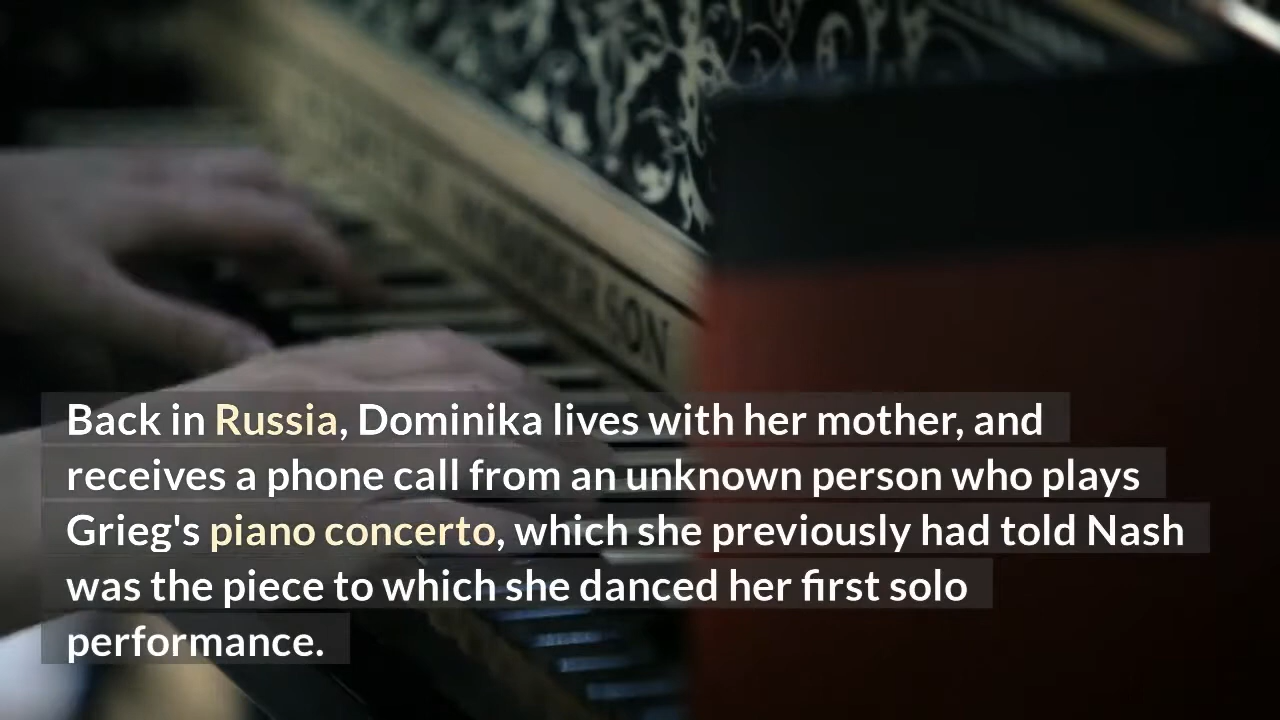 SON
Back in Russia, Dominika lives with her mother, and
receives a phone call from an unknown person who plays
Grieg's piano concerto, which she previously had told Nash
was the piece to which she danced her first solo
performance.